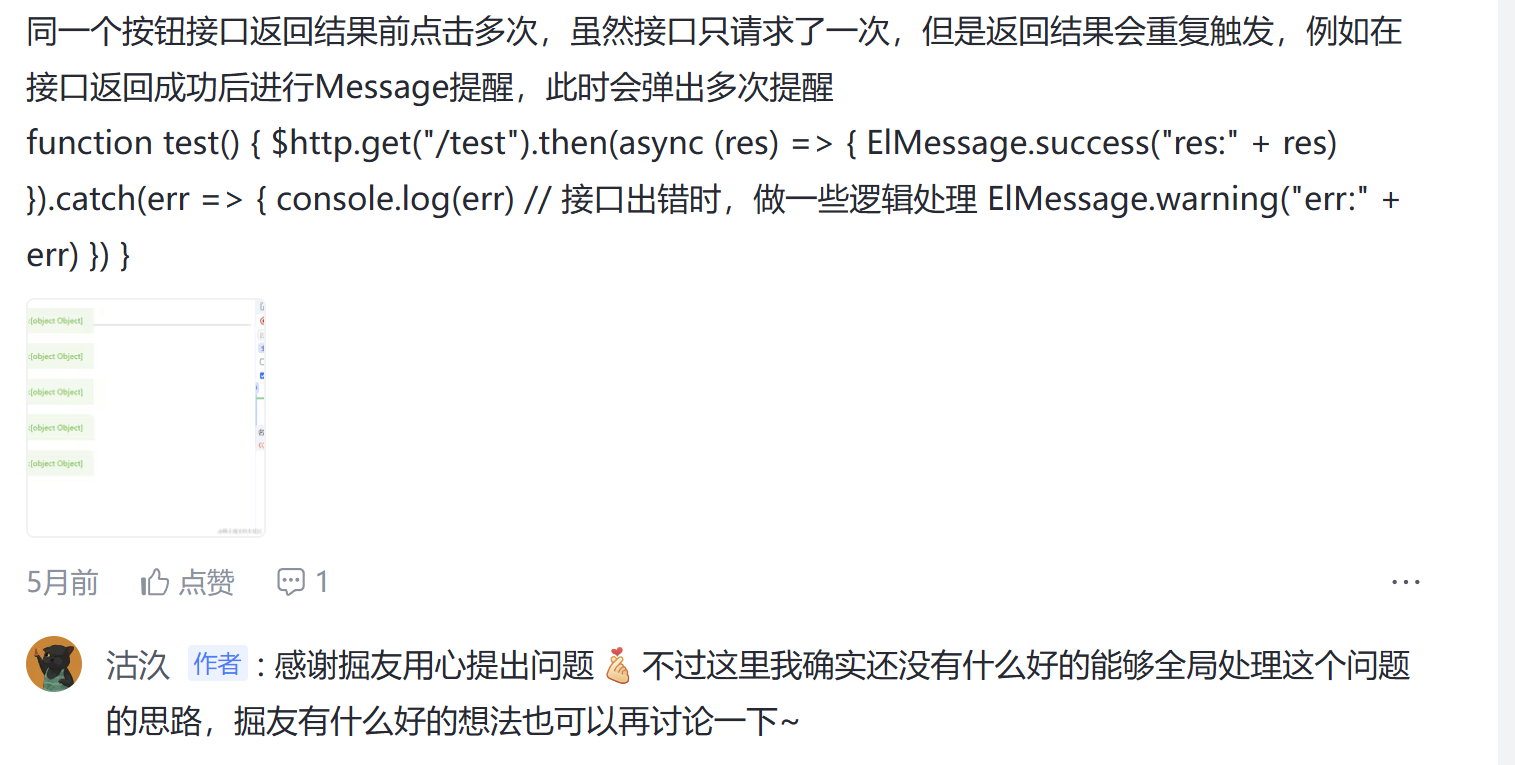 同一个按钮接口返回结果前点击多次，虽然接口只请求了一次，但是返回结果会重复触发，例如在
接口返回成功后进行Message提醒，此时会弹出多次提醒
function test() { $http.get("/test").then(async (res) => { ElMessage.success("res:" + res)
}).catch(err => { console.log(err) // 接口出错时，做一些逻辑处理 ElMessage.warning("err:" +
err) }) }
:[object Object]
:[object Object]
:[object Object]
:[object Object]
:[object Object]
5月前 点赞 1
沽汣 作者 : 感谢掘友用心提出问题 不过这里我确实还没有什么好的能够全局处理这个问题
的思路，掘友有什么好的想法也可以再讨论一下~